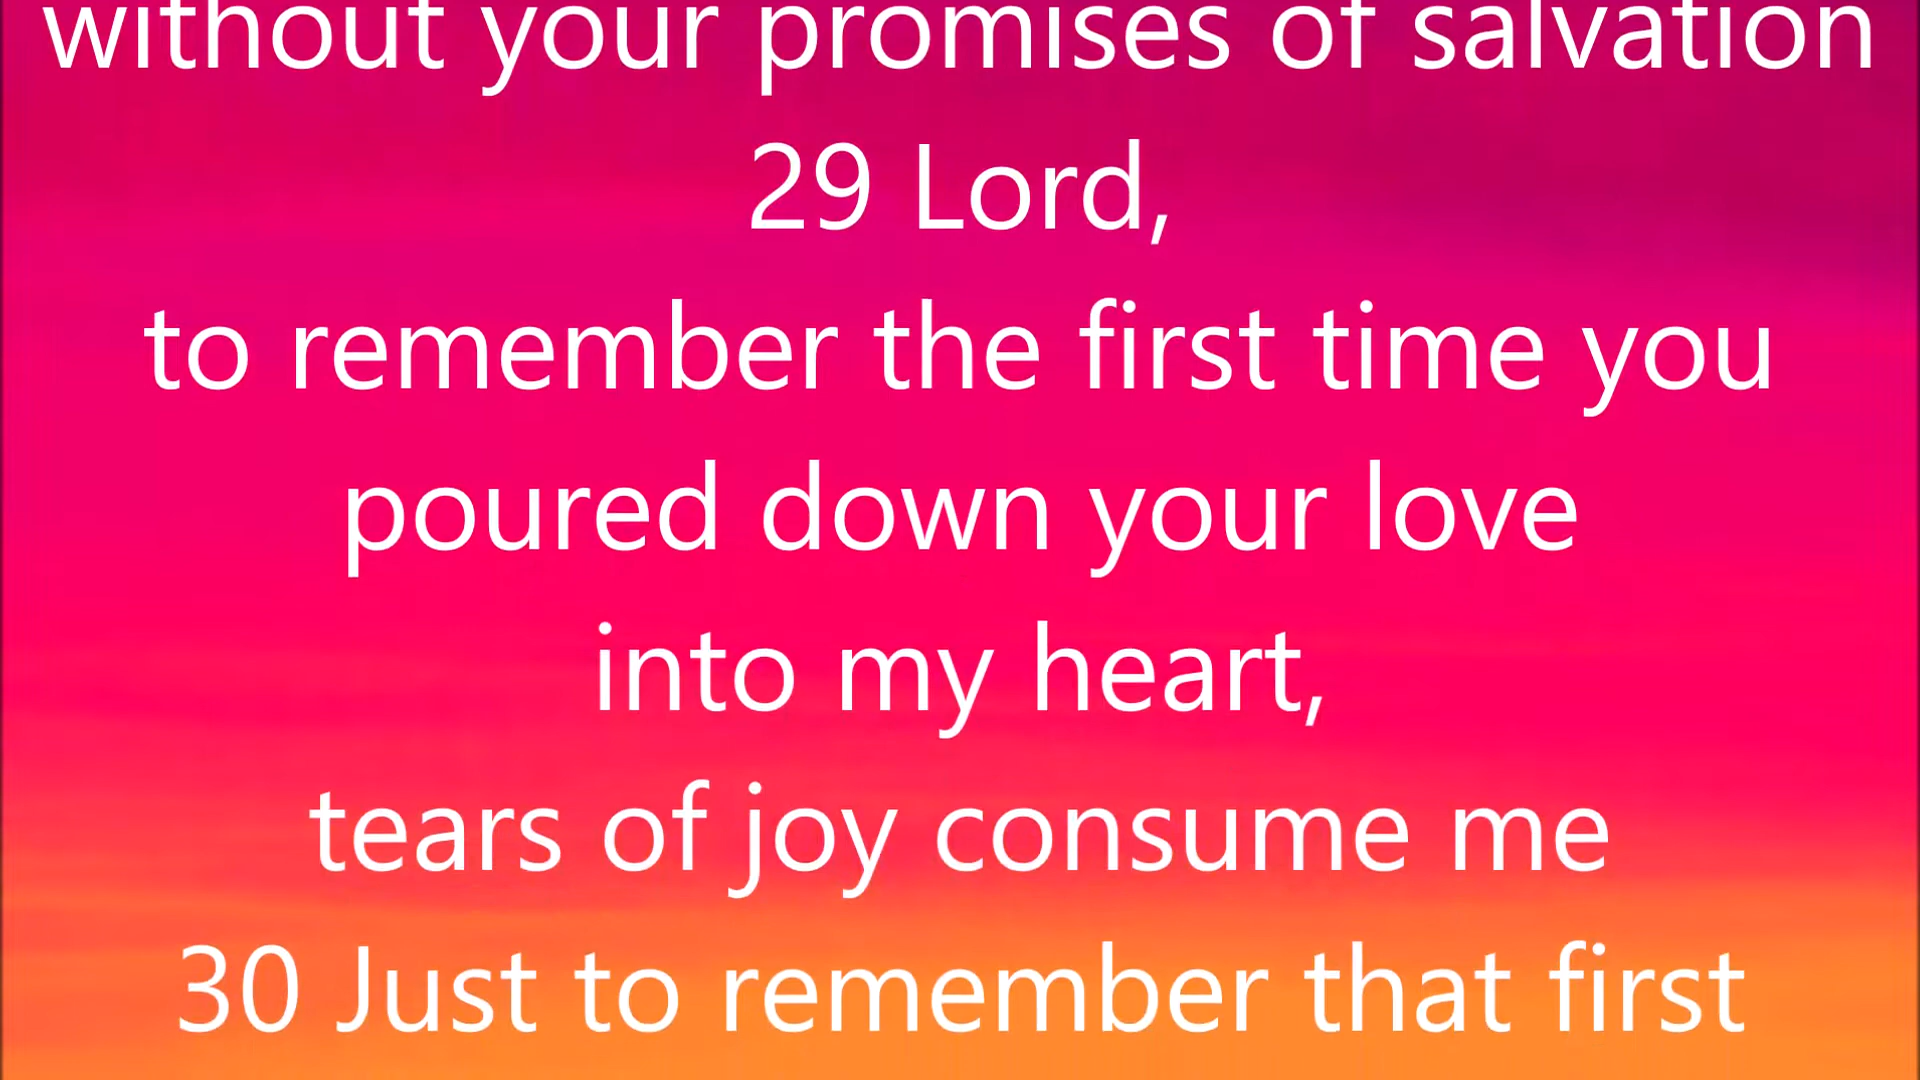 without your promises of salvation
29 Lord,
to remember the first time you
poured down your love
into my heart,
tears of joy consume me
30 Just to remember that first